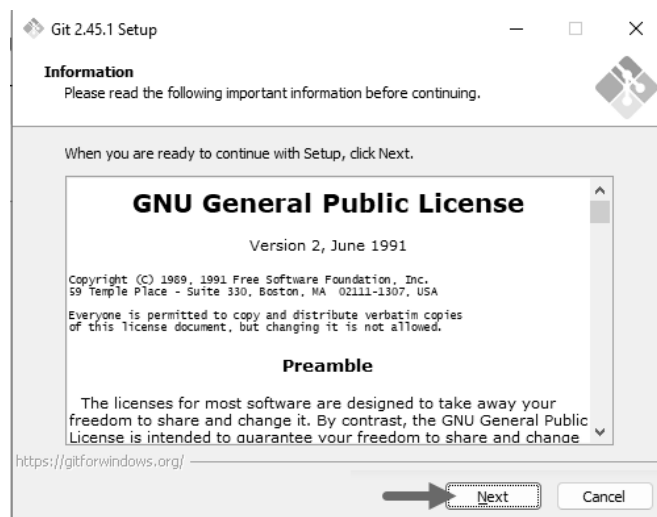 Git 2.45.1 Setup
Information
Please read the following important information before continuing.
When you are ready to continue with Setup, click Next.
GNU General Public License
Version 2, June 1991
Copyright (C) 1989, 1991 Free Software Foundation, Inc.
59 Temple Place - Suite 330, Boston, MA  02111-1307, USA
Everyone is permitted to copy and distribute verbatim copies
of this license document, but changing it is not allowed.
Preamble
The licenses for most software are designed to take away your
freedom to share and change it. By contrast, the GNU General Public
License is intended to guarantee your freedom to share and change
https://gitforwindows.org/
Next
Cancel